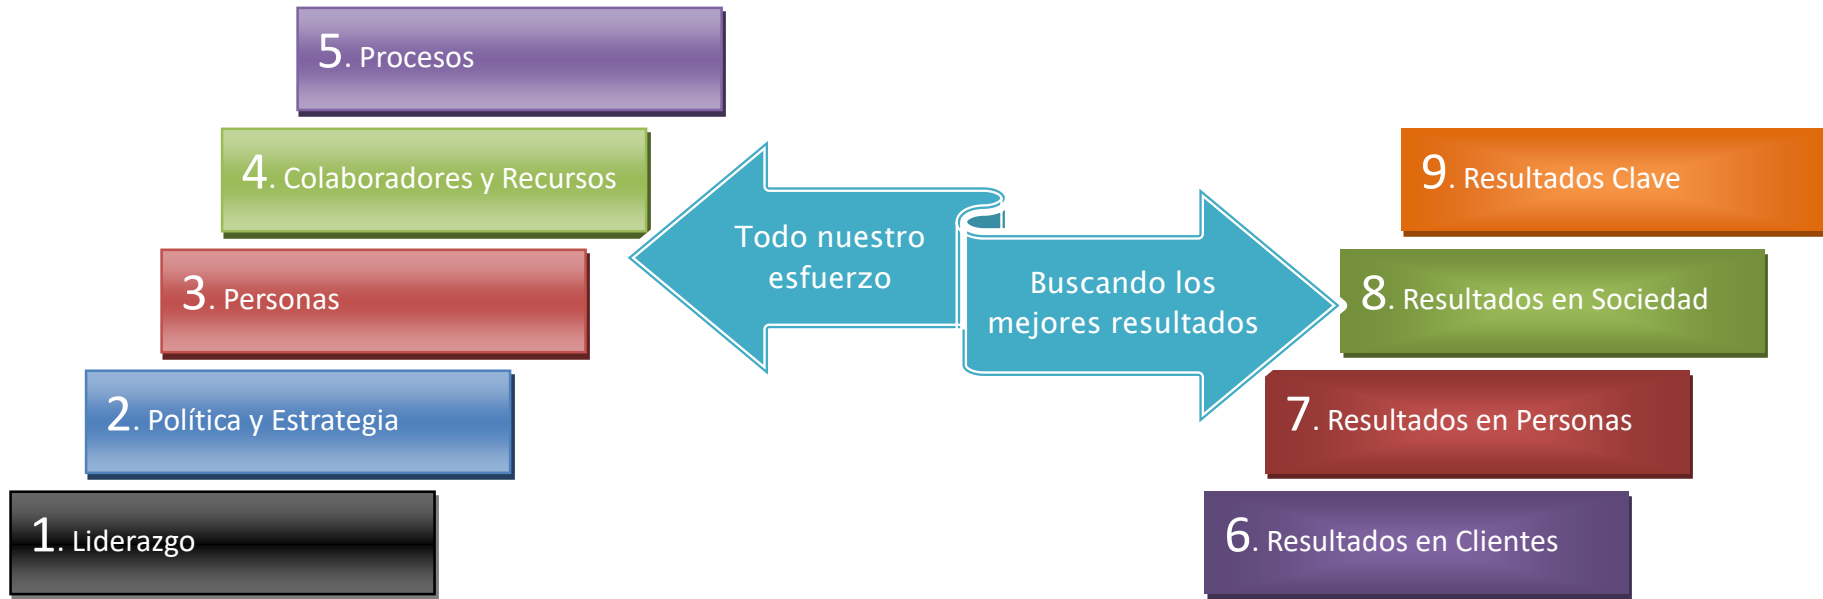 5. Procesos
4. Colaboradores y Recursos
3. Personas
2. Política y Estrategia
1. Liderazgo
Todo nuestro
esfuerzo
Buscando los
mejores resultados
9. Resultados Clave
8. Resultados en Sociedad
7. Resultados en Personas
6. Resultados en Clientes